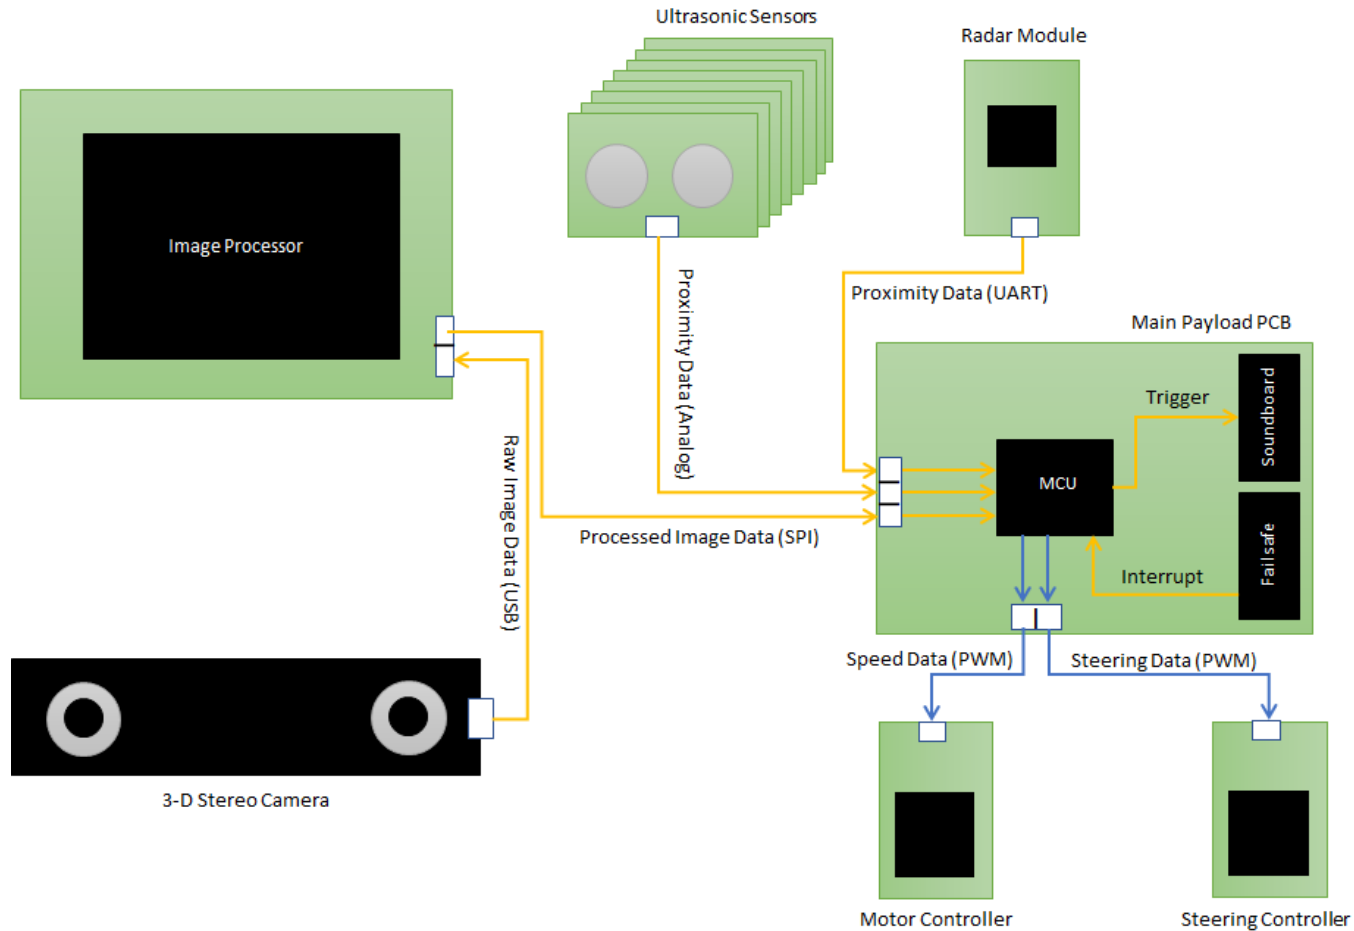 Ultrasonic Sensors
Radar Module
Image Processor
Proximity Data (UART)
Proximity Data (Analog)
Main Payload PCB
Trigger
Soundboard
MCU
Raw Image Data (USB)
Processed Image Data (SPI)
Interrupt
Failsafe
Speed Data (PWM)
Steering Data (PWM)
3-D Stereo Camera
Motor Controller
Steering Controller